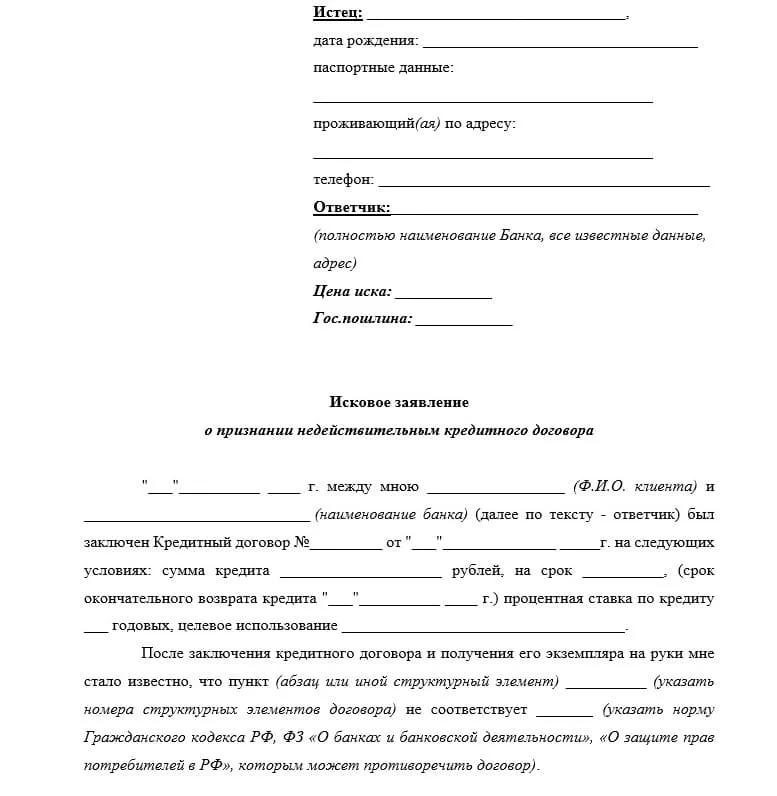 Истец: ________________________________,
дата рождения: __________________________________
паспортные данные:
__________________________________________
проживающий(ая) по адресу:
__________________________________________
телефон: _________________________________________
Ответчик:______________________________________
(полностью наименование Банка, все известные данные,
адрес)
Цена иска: ____________
Гос.пошлина: ____________
Исковое заявление
о признании недействительным кредитного договора
"___"__________ ____ г. между мною _________________ (Ф.И.О. клиента) и
____________________________ (наименование банка) (далее по тексту - ответчик) был
заключен Кредитный договор №_________ от "___"______________ _____г. на следующих
условиях: сумма кредита ____________________ рублей, на срок __________, (срок
окончательного возврата кредита "___"__________ ____ г.) процентная ставка по кредиту
___ годовых, целевое использование ___________________________________.
После заключения кредитного договора и получения его экземпляра на руки мне
стало известно, что пункт (абзац или иной структурный элемент) __________ (указать
номера структурных элементов договора) не соответствует _______ (указать норму
Гражданского кодекса РФ, ФЗ «О банках и банковской деятельности», «О защите прав
потребителей в РФ», которым может противоречить договор).